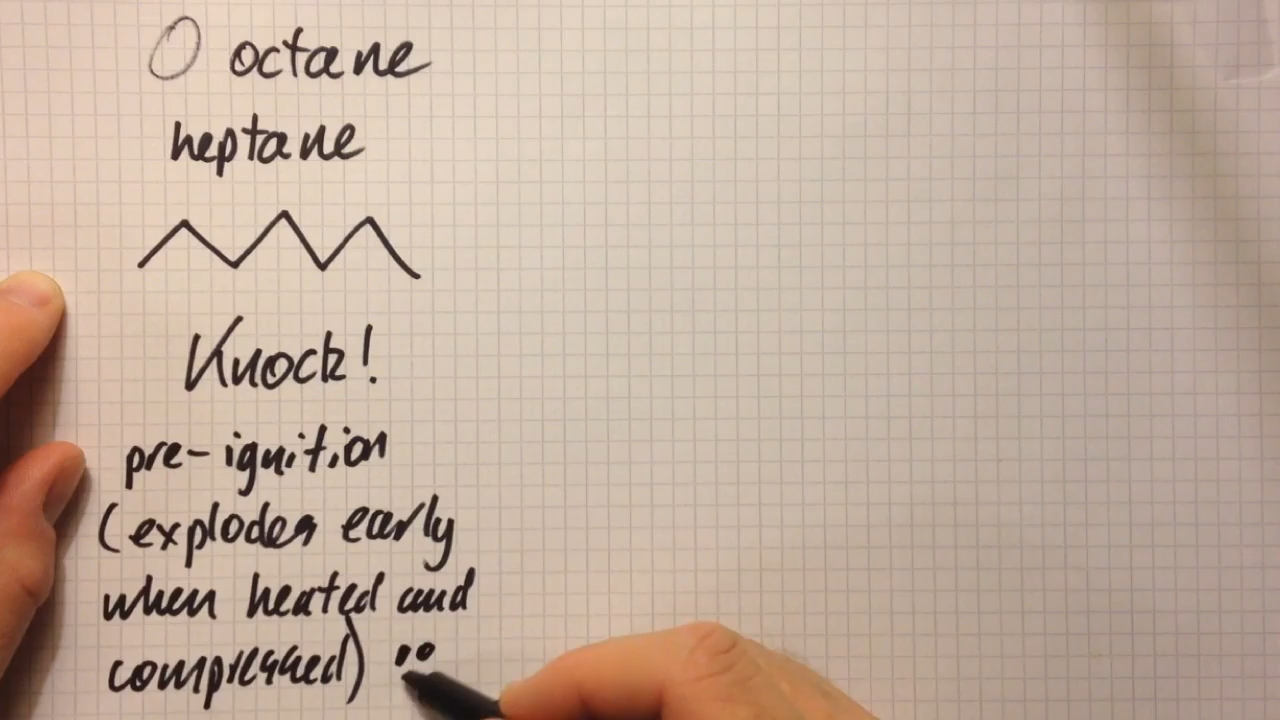 0 octane
heptane
Knock!
pre-ignition
(explodes early
when heated and
compressed)